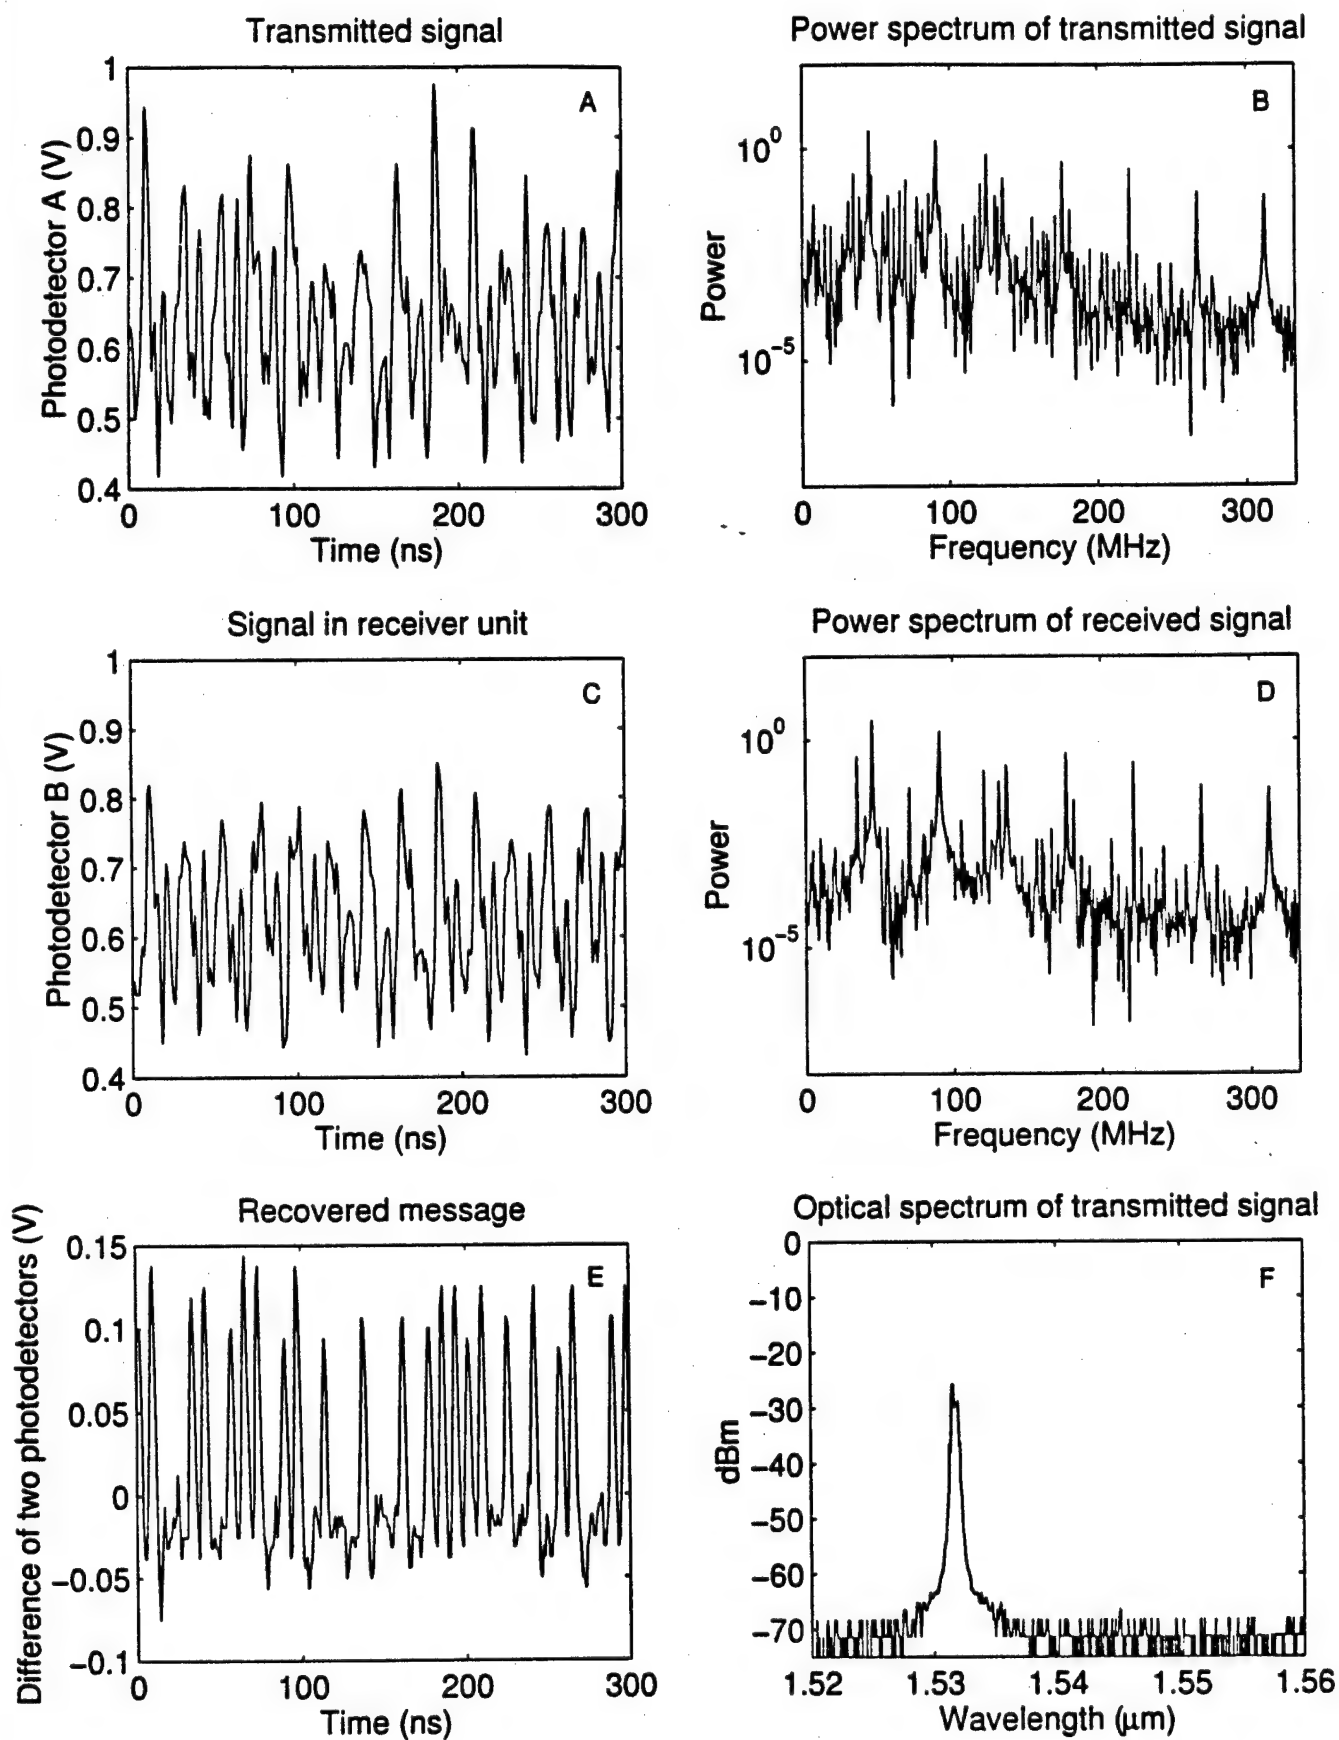 Transmitted signal
A
Photodetector A (V)
1
0.9
0.8
0.7
0.6
0.5
0.4
0 100 200 300
Time (ns)
Power spectrum of transmitted signal
B
Power
10^0
10^-5
0 100 200 300
Frequency (MHz)
Signal in receiver unit
C
Photodetector B (V)
1
0.9
0.8
0.7
0.6
0.5
0.4
0 100 200 300
Time (ns)
Power spectrum of received signal
D
Power
10^0
10^-5
0 100 200 300
Frequency (MHz)
Recovered message
E
Difference of two photodetectors (V)
0.15
0.1
0.05
0
−0.05
−0.1
0 100 200 300
Time (ns)
Optical spectrum of transmitted signal
F
dBm
0
−10
−20
−30
−40
−50
−60
−70
1.52 1.53 1.54 1.55 1.56
Wavelength (μm)